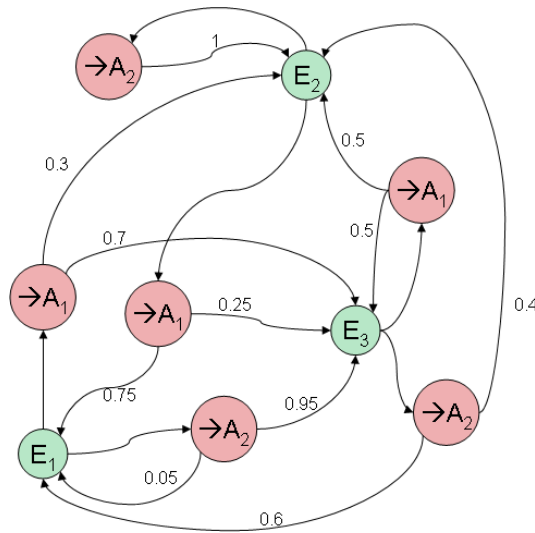 1
→A₂
E₂
0.3
0.5
→A₁
0.5
0.7
→A₁
→A₁
0.25
E₃
0.4
0.75
0.95
→A₂
→A₂
E₁
0.05
0.6